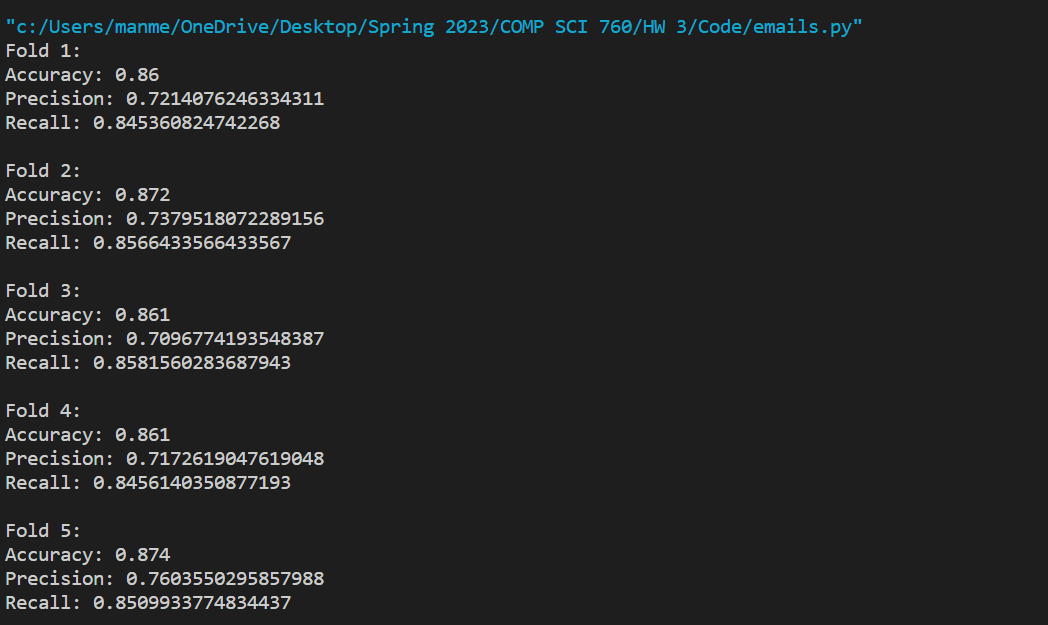 "c:/Users/manme/OneDrive/Desktop/Spring 2023/COMP SCI 760/HW 3/Code/emails.py"
Fold 1:
Accuracy: 0.86
Precision: 0.7214076246334311
Recall: 0.845360824742268
Fold 2:
Accuracy: 0.872
Precision: 0.7379518072289156
Recall: 0.8566433566433567
Fold 3:
Accuracy: 0.861
Precision: 0.7096774193548387
Recall: 0.8581560283687943
Fold 4:
Accuracy: 0.861
Precision: 0.7172619047619048
Recall: 0.8456140350877193
Fold 5:
Accuracy: 0.874
Precision: 0.7603550295857988
Recall: 0.8509933774834437